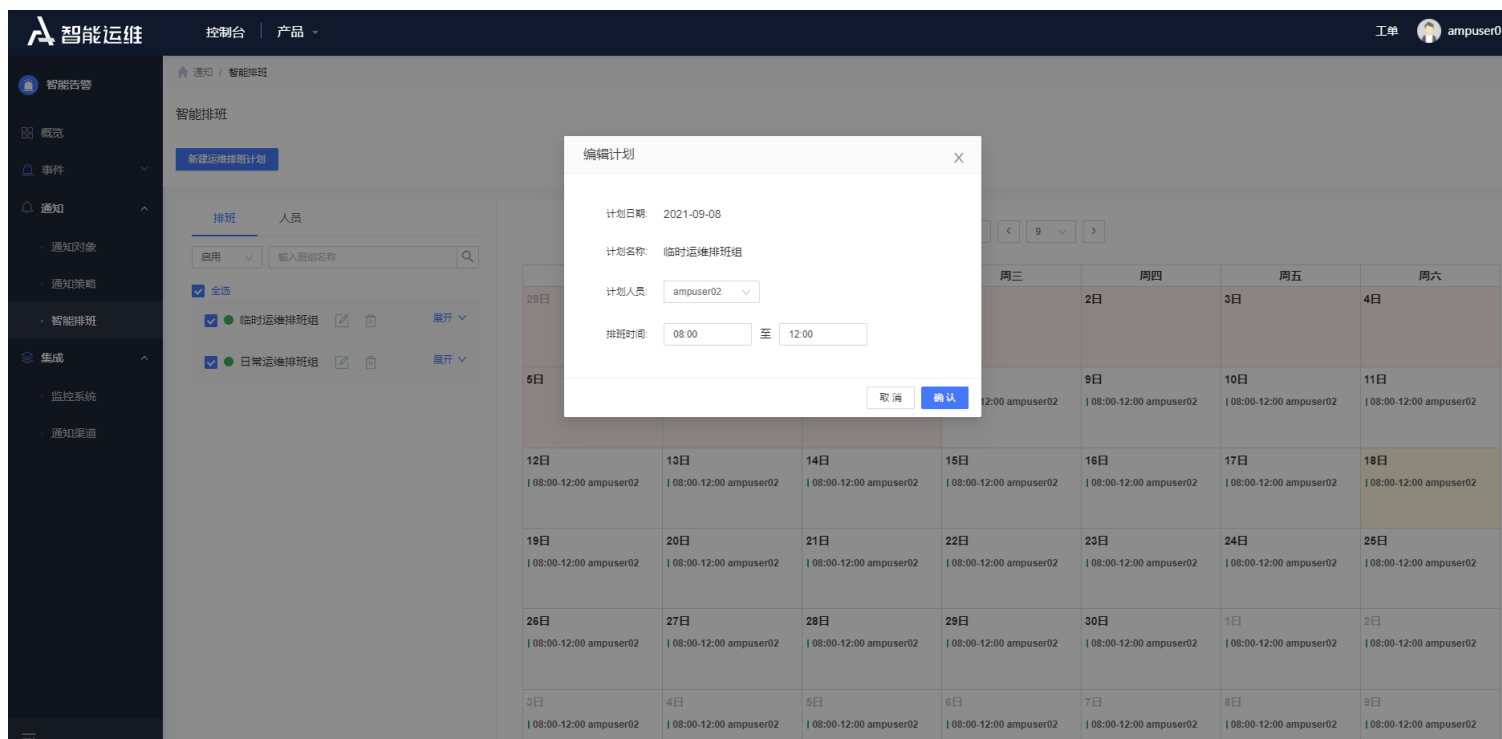 智能运维
控制台 产品
工单 ampuser0
智能告警
概览
事件
通知
通知对象
通知策略
智能排班
集成
监控系统
通知渠道
通知 / 智能排班
智能排班
新建运维排班计划
排班 人员
启用 输入班组名称
全选
临时运维排班组 展开
日常运维排班组 展开
编辑计划
计划日期: 2021-09-08
计划名称: 临时运维排班组
计划人员: ampuser02
排班时间: 08:00 至 12:00
取消 确认
9
周三 周四 周五 周六
29日 2日 3日 4日
5日 9日 10日 11日
12:00 ampuser02 08:00-12:00 ampuser02 08:00-12:00 ampuser02 08:00-12:00 ampuser02
12日 13日 14日 15日 16日 17日 18日
08:00-12:00 ampuser02 08:00-12:00 ampuser02 08:00-12:00 ampuser02 08:00-12:00 ampuser02 08:00-12:00 ampuser02 08:00-12:00 ampuser02 08:00-12:00 ampuser02
19日 20日 21日 22日 23日 24日 25日
08:00-12:00 ampuser02 08:00-12:00 ampuser02 08:00-12:00 ampuser02 08:00-12:00 ampuser02 08:00-12:00 ampuser02 08:00-12:00 ampuser02 08:00-12:00 ampuser02
26日 27日 28日 29日 30日 1日 2日
08:00-12:00 ampuser02 08:00-12:00 ampuser02 08:00-12:00 ampuser02 08:00-12:00 ampuser02 08:00-12:00 ampuser02 08:00-12:00 ampuser02 08:00-12:00 ampuser02
3日 4日 5日 6日 7日 8日 9日
08:00-12:00 ampuser02 08:00-12:00 ampuser02 08:00-12:00 ampuser02 08:00-12:00 ampuser02 08:00-12:00 ampuser02 08:00-12:00 ampuser02 08:00-12:00 ampuser02